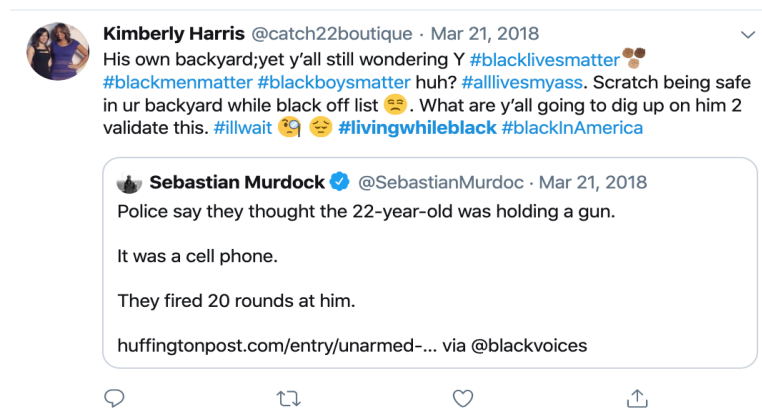 Kimberly Harris @catch22boutique · Mar 21, 2018
His own backyard;yet y'all still wondering Y #blacklivesmatter✊🏾✊🏽✊🏼
#blackmenmatter #blackboysmatter huh? #alllivesmyass. Scratch being safe
in ur backyard while black off list 😒. What are y'all going to dig up on him 2
validate this. #illwait 🧐 😔 #livingwhileblack #blackInAmerica
Sebastian Murdock @SebastianMurdoc · Mar 21, 2018
Police say they thought the 22-year-old was holding a gun.
It was a cell phone.
They fired 20 rounds at him.
huffingtonpost.com/entry/unarmed-... via @blackvoices